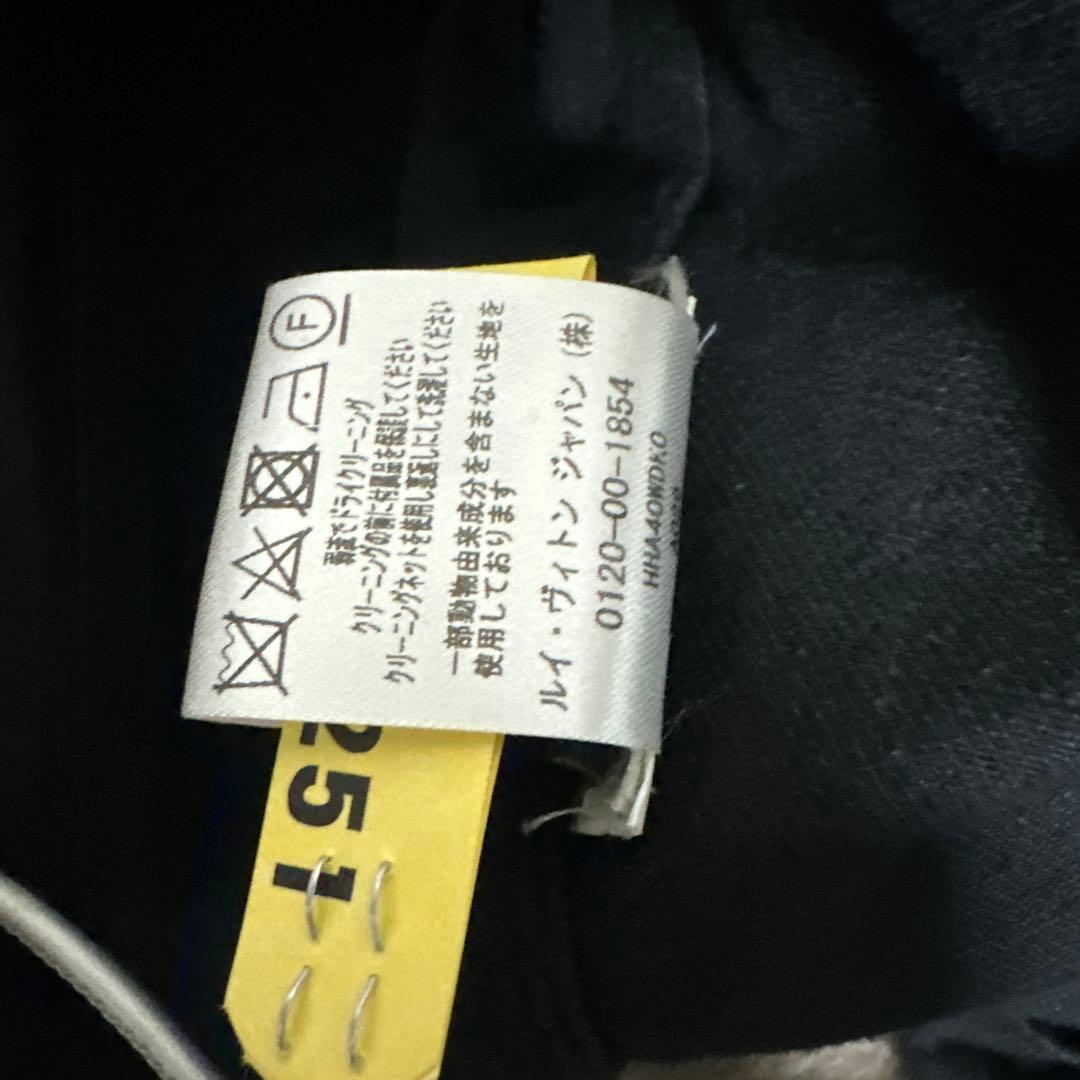 弱温でドライクリーニング
クリーニングの前に付属品を保護してください
クリーニングネットを使用し裏返しにして洗濯してください
一部動物由来成分を含まない生地を
使用しております
ルイ・ヴィトン ジャパン (株)
0120-00-1854
HHA40WDKO
F
251